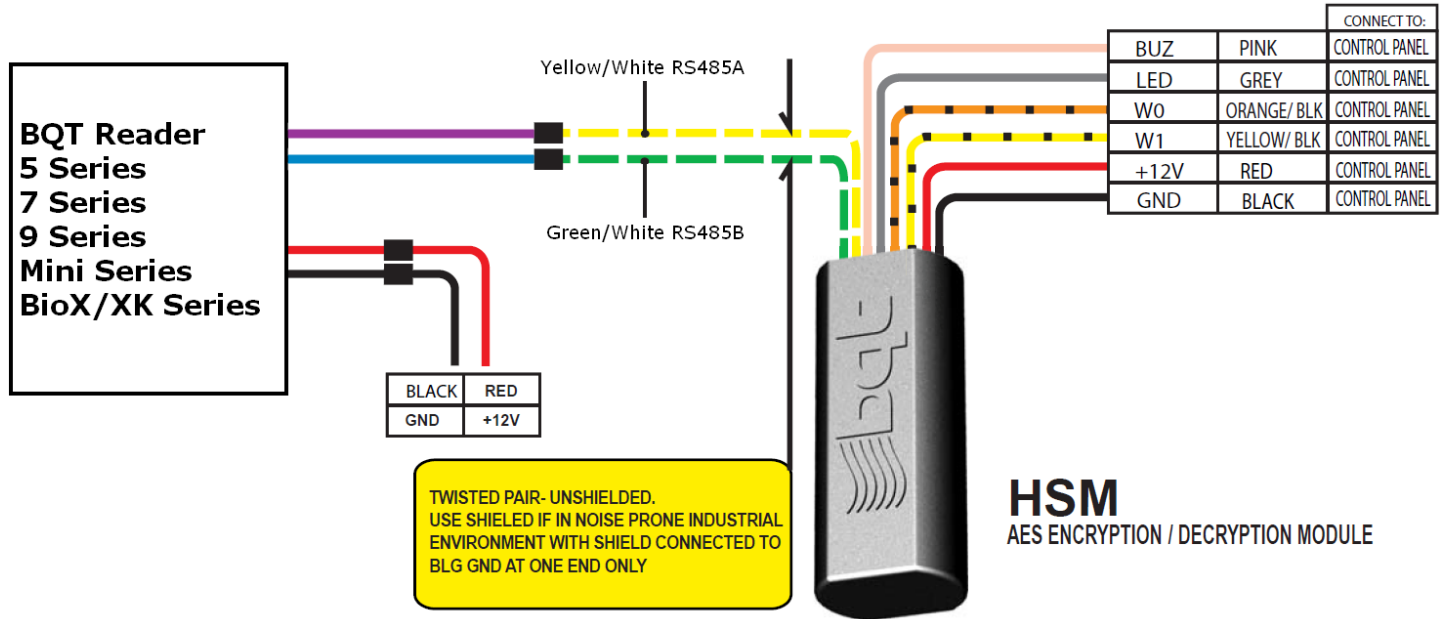 BQT Reader
5 Series
7 Series
9 Series
Mini Series
BioX/XK Series
Yellow/White RS485A
Green/White RS485B
BLACK RED
GND +12V
TWISTED PAIR- UNSHIELDED.
USE SHIELED IF IN NOISE PRONE INDUSTRIAL
ENVIRONMENT WITH SHIELD CONNECTED TO
BLG GND AT ONE END ONLY
CONNECT TO:
BUZ PINK CONTROL PANEL
LED GREY CONTROL PANEL
W0 ORANGE/ BLK CONTROL PANEL
W1 YELLOW/ BLK CONTROL PANEL
+12V RED CONTROL PANEL
GND BLACK CONTROL PANEL
bqt
HSM
AES ENCRYPTION / DECRYPTION MODULE